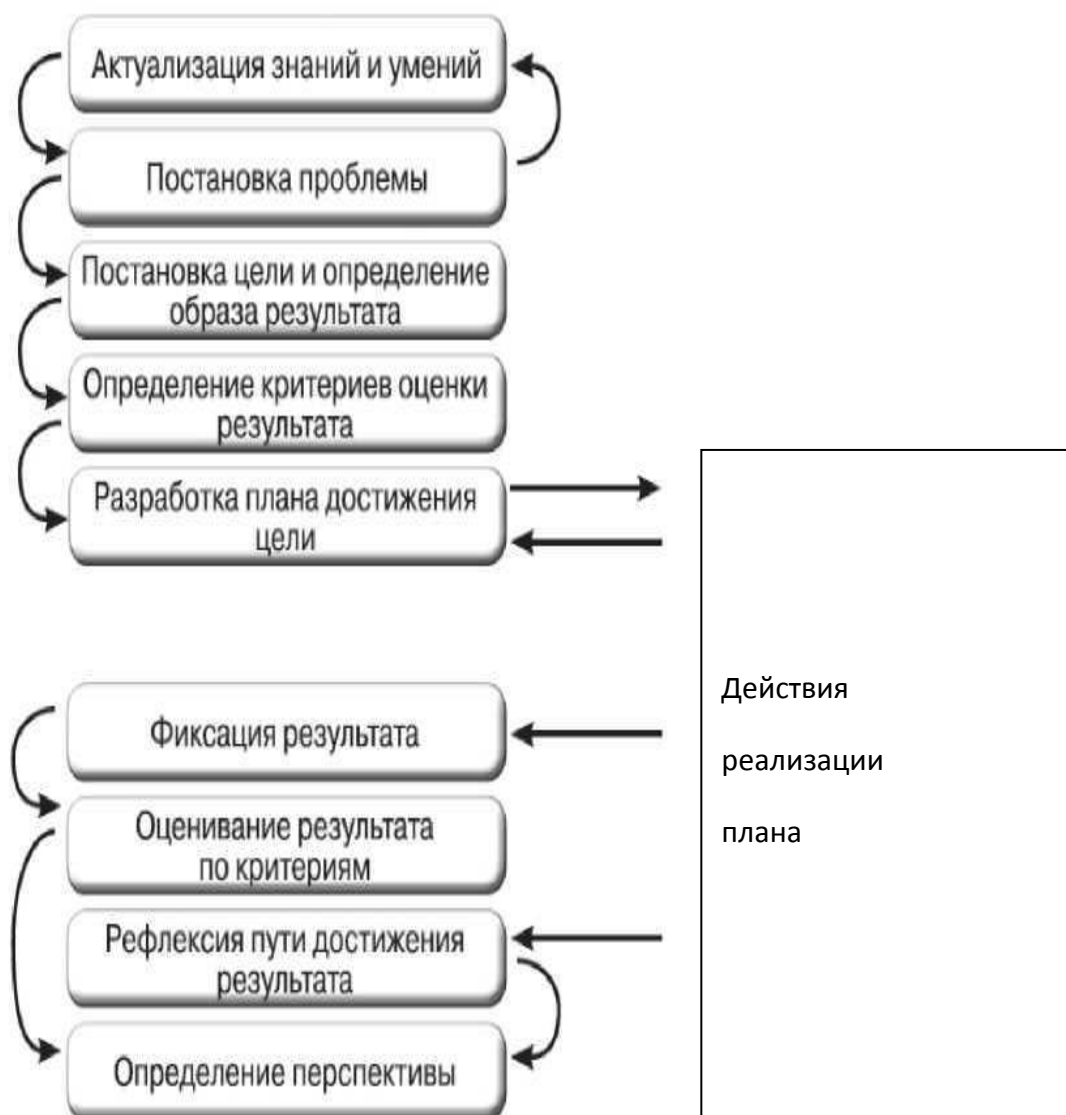 Актуализация знаний и умений
Постановка проблемы
Постановка цели и определение
образа результата
Определение критериев оценки
результата
Разработка плана достижения
цели
Действия
реализации
плана
Фиксация результата
Оценивание результата
по критериям
Рефлексия пути достижения
результата
Определение перспективы